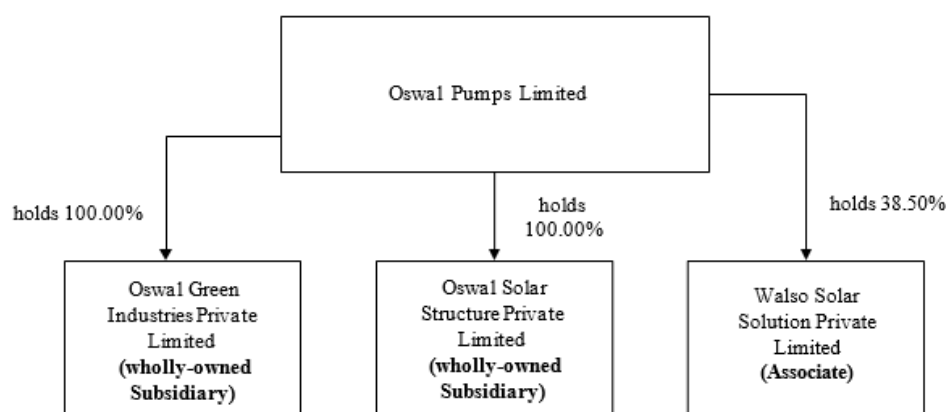 Oswal Pumps Limited
holds 100.00%
holds
100.00%
holds 38.50%
Oswal Green
Industries Private
Limited
(wholly-owned
Subsidiary)
Oswal Solar
Structure Private
Limited
(wholly-owned
Subsidiary)
Walso Solar
Solution Private
Limited
(Associate)